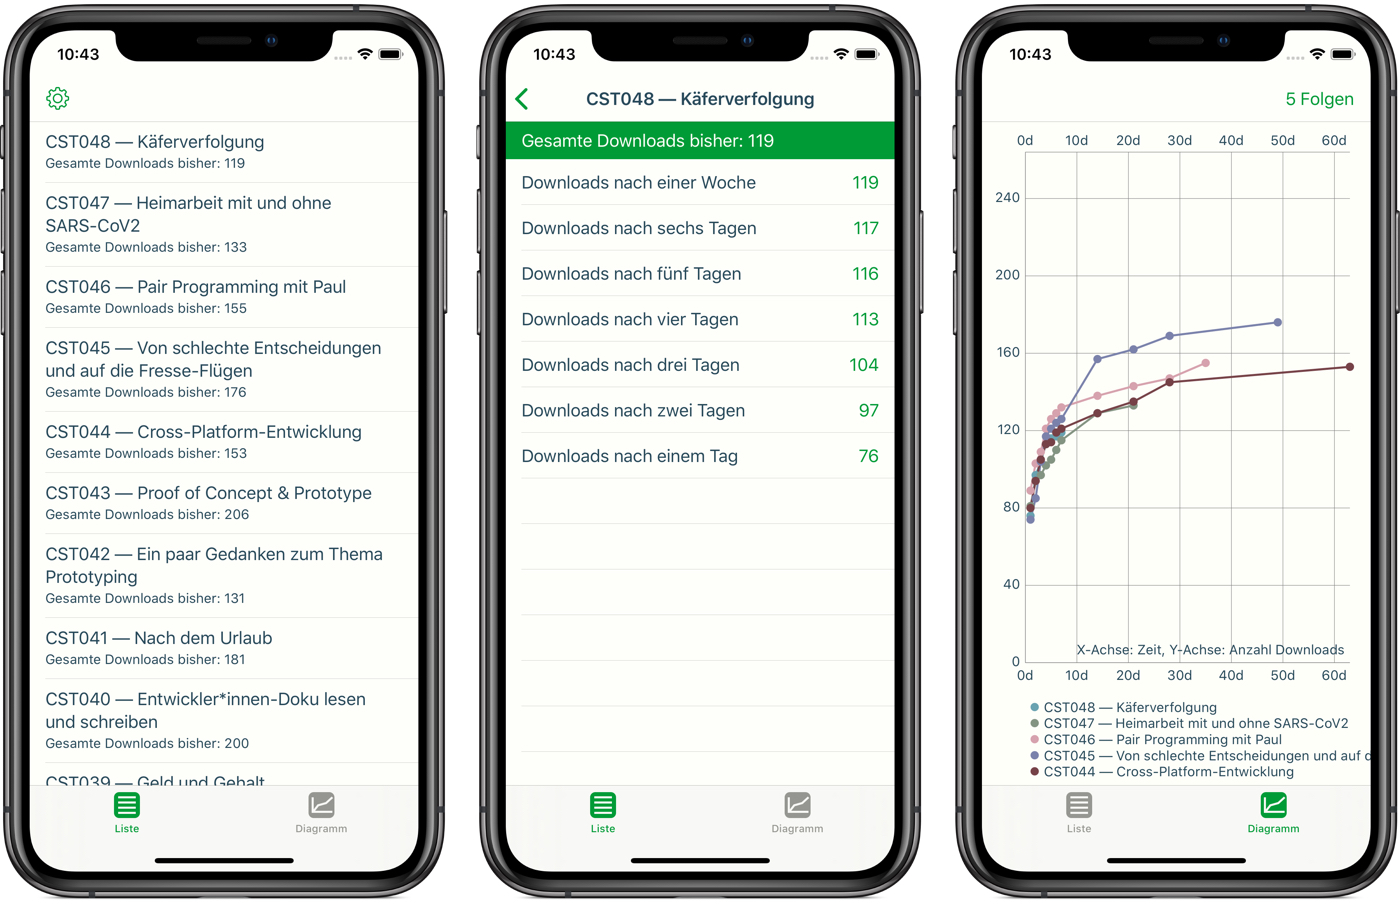 10:43
CST048 — Käferverfolgung
Gesamte Downloads bisher: 119
CST047 — Heimarbeit mit und ohne
SARS-CoV2
Gesamte Downloads bisher: 133
CST046 — Pair Programming mit Paul
Gesamte Downloads bisher: 155
CST045 — Von schlechte Entscheidungen
und auf die Fresse-Flügen
Gesamte Downloads bisher: 176
CST044 — Cross-Platform-Entwicklung
Gesamte Downloads bisher: 153
CST043 — Proof of Concept & Prototype
Gesamte Downloads bisher: 206
CST042 — Ein paar Gedanken zum Thema
Prototyping
Gesamte Downloads bisher: 131
CST041 — Nach dem Urlaub
Gesamte Downloads bisher: 181
CST040 — Entwickler*innen-Doku lesen
und schreiben
Gesamte Downloads bisher: 200
CST039 — Geld und Gehalt
Liste
Diagramm
10:43
CST048 — Käferverfolgung
Gesamte Downloads bisher: 119
Downloads nach einer Woche 119
Downloads nach sechs Tagen 117
Downloads nach fünf Tagen 116
Downloads nach vier Tagen 113
Downloads nach drei Tagen 104
Downloads nach zwei Tagen 97
Downloads nach einem Tag 76
Liste
Diagramm
10:43
5 Folgen
0d 10d 20d 30d 40d 50d 60d
240
200
160
120
80
40
X-Achse: Zeit, Y-Achse: Anzahl Downloads
0
0d 10d 20d 30d 40d 50d 60d
CST048 — Käferverfolgung
CST047 — Heimarbeit mit und ohne SARS-CoV2
CST046 — Pair Programming mit Paul
CST045 — Von schlechte Entscheidungen und auf d
CST044 — Cross-Platform-Entwicklung
Liste
Diagramm